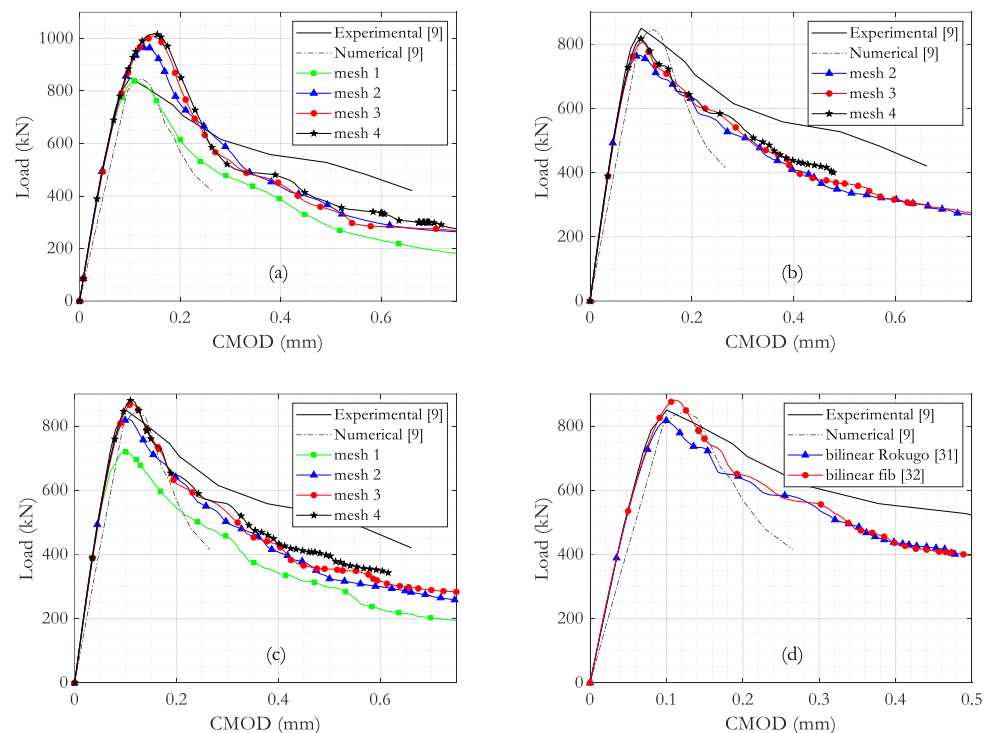 Experimental [9]
Numerical [9]
mesh 1
mesh 2
mesh 3
mesh 4
1000
800
600
400
200
0
Load (kN)
0
0.2
0.4
0.6
CMOD (mm)
(a)
Experimental [9]
Numerical [9]
mesh 2
mesh 3
mesh 4
800
600
400
200
0
Load (kN)
0
0.2
0.4
0.6
CMOD (mm)
(b)
Experimental [9]
Numerical [9]
mesh 1
mesh 2
mesh 3
mesh 4
800
600
400
200
0
Load (kN)
0
0.2
0.4
0.6
CMOD (mm)
(c)
Experimental [9]
Numerical [9]
bilinear Rokugo [31]
bilinear fib [32]
800
600
400
200
0
Load (kN)
0
0.1
0.2
0.3
0.4
0.5
CMOD (mm)
(d)